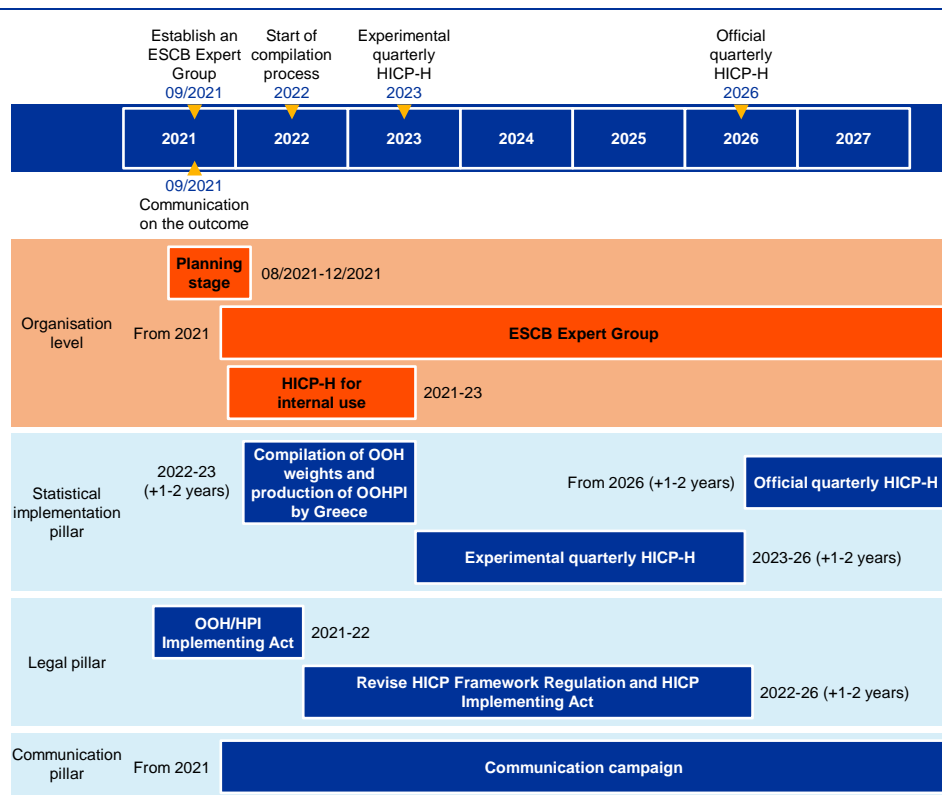 Establish an
ESCB Expert
Group
09/2021
Start of
compilation
process
2022
Experimental
quarterly
HICP-H
2023
Official
quarterly
HICP-H
2026
2021
2022
2023
2024
2025
2026
2027
09/2021
Communication
on the outcome
Organisation
level
Planning
stage
08/2021-12/2021
From 2021
ESCB Expert Group
HICP-H for
internal use
2021-23
Statistical
implementation
pillar
2022-23
(+1-2 years)
Compilation of OOH
weights and
production of OOHPI
by Greece
From 2026 (+1-2 years)
Official quarterly HICP-H
Experimental quarterly HICP-H
2023-26 (+1-2 years)
Legal pillar
OOH/HPI
Implementing Act
2021-22
Revise HICP Framework Regulation and HICP
Implementing Act
2022-26 (+1-2 years)
Communication
pillar
From 2021
Communication campaign